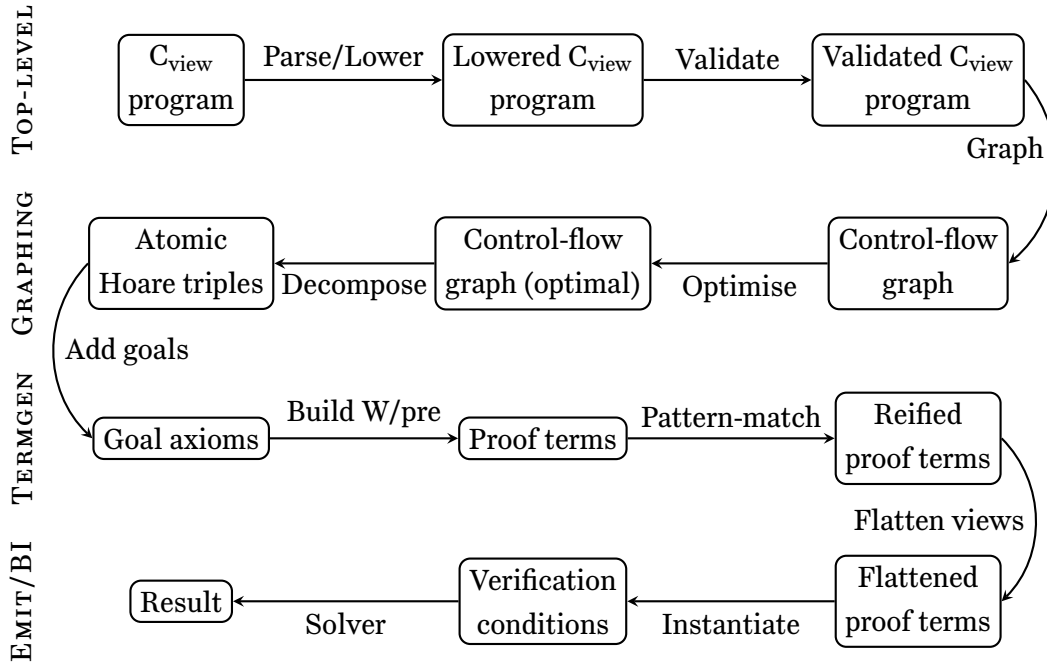 TOP-LEVEL
Cview
program
Parse/Lower
Lowered Cview
program
Validate
Validated Cview
program
Graph
GRAPHING
Atomic
Hoare triples
Decompose
Control-flow
graph (optimal)
Optimise
Control-flow
graph
Add goals
TERMGEN
Goal axioms
Build W/pre
Proof terms
Pattern-match
Reified
proof terms
Flatten views
EMIT/BI
Result
Solver
Verification
conditions
Instantiate
Flattened
proof terms